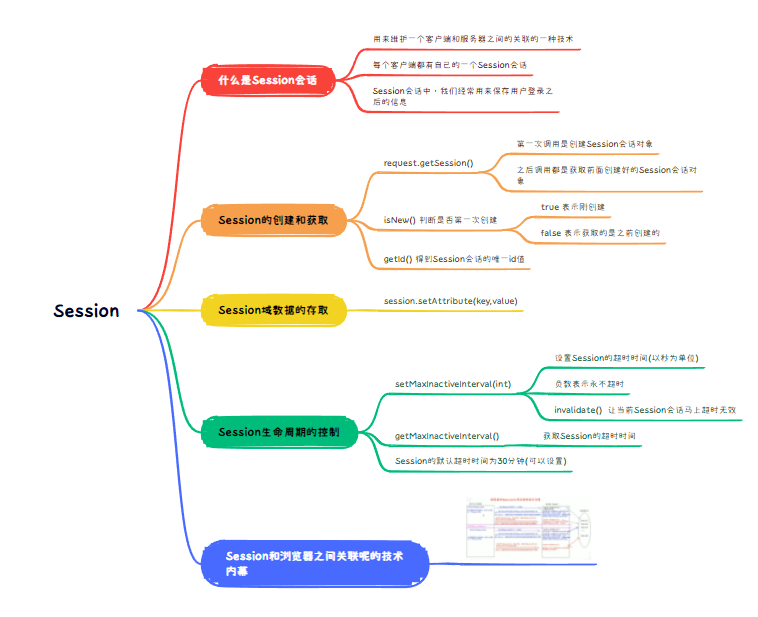 Session
什么是Session会话
用来维护一个客户端和服务器之间的关联的一种技术
每个客户端都有自己的一个Session会话
Session会话中，我们经常用来保存用户登录之
后的信息
Session的创建和获取
request.getSession()
第一次调用是创建Session会话对象
之后调用都是获取前面创建好的Session会话对
象
isNew() 判断是否第一次创建
true 表示刚创建
false 表示获取的是之前创建的
getId() 得到Session会话的唯一id值
Session域数据的存取
session.setAttribute(key,value)
Session生命周期的控制
setMaxInactiveInterval(int)
设置Session的超时时间(以秒为单位)
负数表示永不超时
invalidate() 让当前Session会话马上超时无效
getMaxInactiveInterval()
获取Session的超时时间
Session的默认超时时间为30分钟(可以设置)
Session和浏览器之间关联呢的技术
内幕